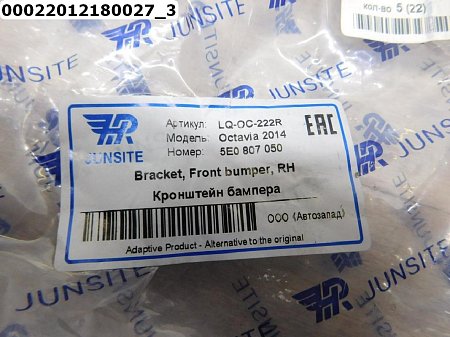 00022012180027_3
кол-во 5 (22)
JUNSITE
JUNSITE
Артикул: LQ-OC-222R
Модель: Octavia 2014
Номер: 5E0 807 050
EAC
JUNSITE
Bracket, Front bumper, RH
Кронштейн бампера
ООО «Автозапад»
Adaptive Product - Alternative to the original
JUNSITE
JUNSITE